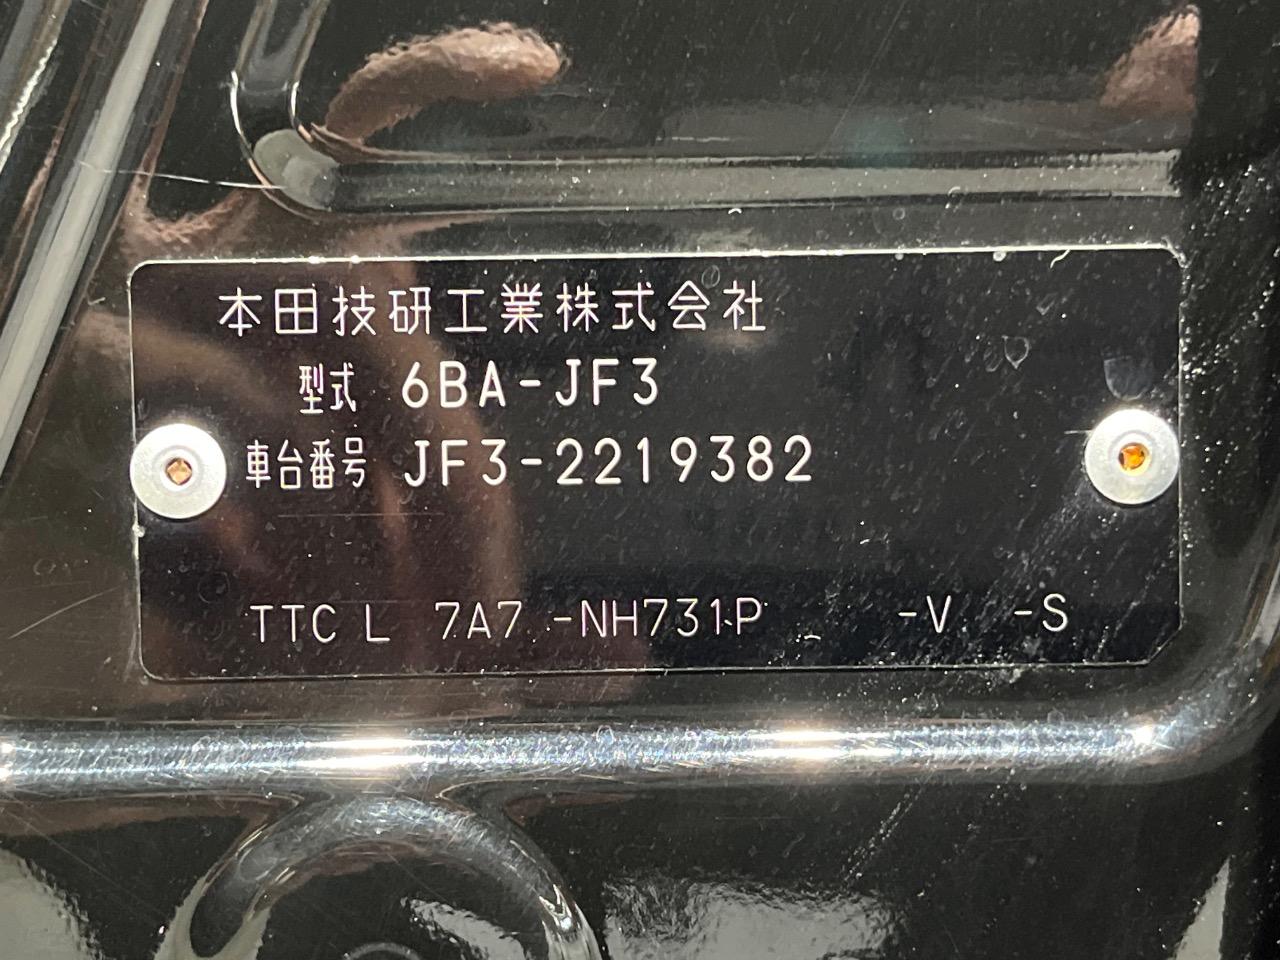 本田技研工業株式会社
型式 6BA-JF3
車台番号 JF3-2219382
TTC L 7A7 -NH731P -V -S